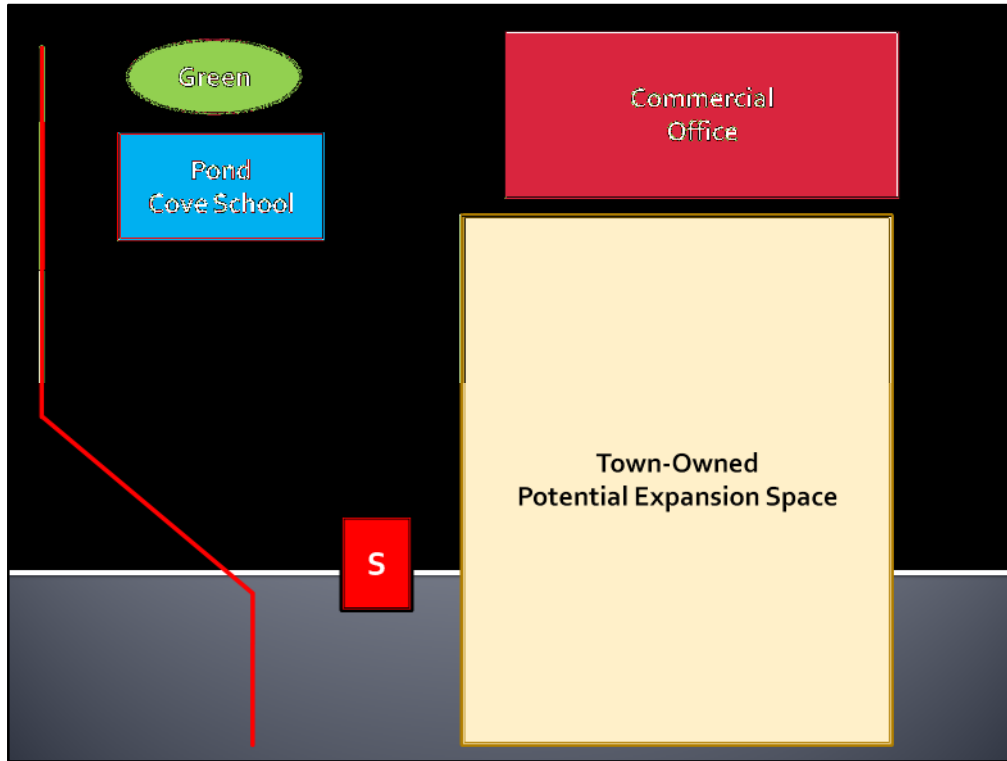 Green
Commercial
Office
Pond
Cove School
Town-Owned
Potential Expansion Space
S